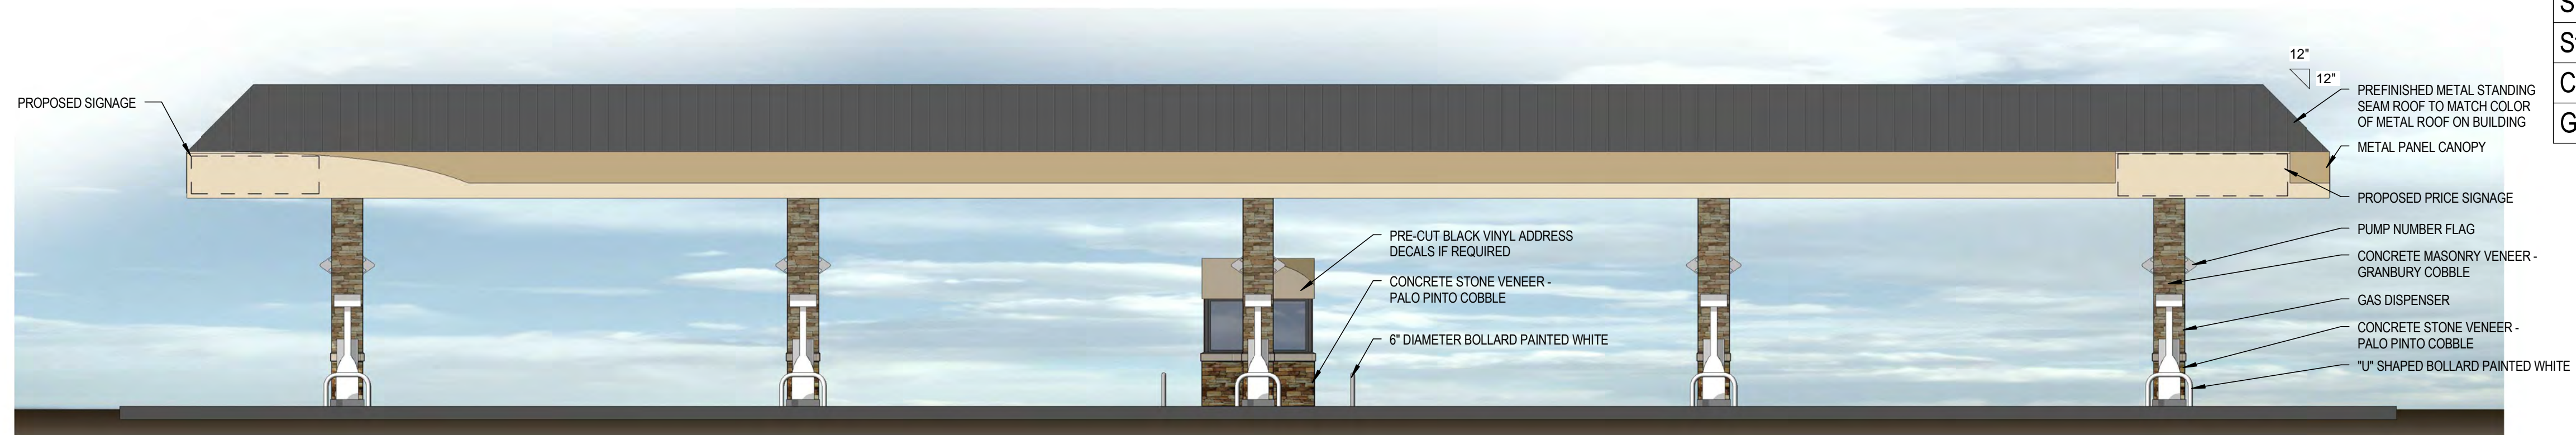 PROPOSED SIGNAGE
12"
12"
PREFINISHED METAL STANDING
SEAM ROOF TO MATCH COLOR
OF METAL ROOF ON BUILDING
METAL PANEL CANOPY
PROPOSED PRICE SIGNAGE
PUMP NUMBER FLAG
CONCRETE MASONRY VENEER -
GRANBURY COBBLE
GAS DISPENSER
CONCRETE STONE VENEER -
PALO PINTO COBBLE
"U" SHAPED BOLLARD PAINTED WHITE
PRE-CUT BLACK VINYL ADDRESS
DECALS IF REQUIRED
CONCRETE STONE VENEER -
PALO PINTO COBBLE
6" DIAMETER BOLLARD PAINTED WHITE